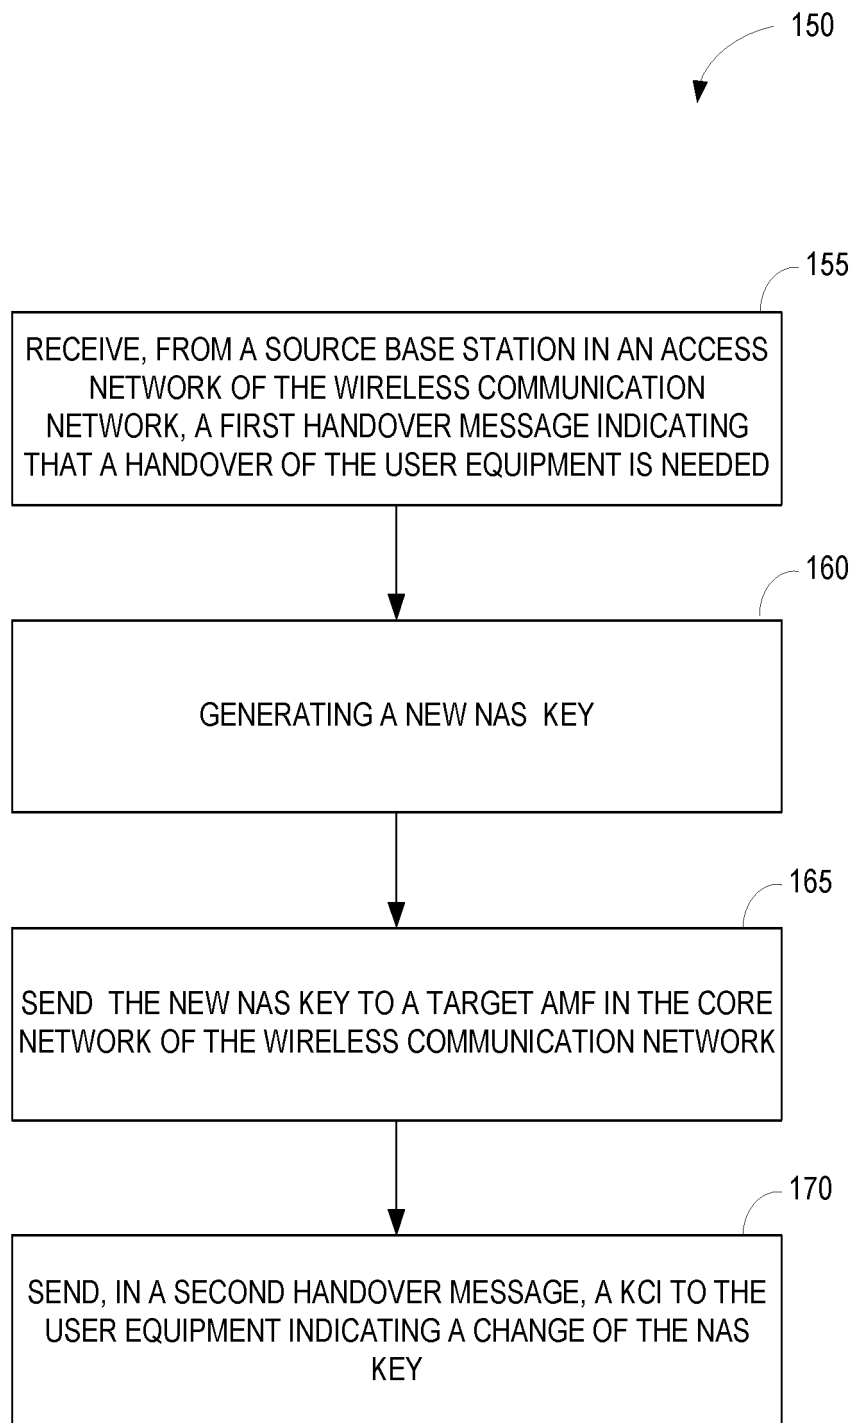 150
155
RECEIVE, FROM A SOURCE BASE STATION IN AN ACCESS
NETWORK OF THE WIRELESS COMMUNICATION
NETWORK, A FIRST HANDOVER MESSAGE INDICATING
THAT A HANDOVER OF THE USER EQUIPMENT IS NEEDED
160
GENERATING A NEW NAS KEY
165
SEND THE NEW NAS KEY TO A TARGET AMF IN THE CORE
NETWORK OF THE WIRELESS COMMUNICATION NETWORK
170
SEND, IN A SECOND HANDOVER MESSAGE, A KCI TO THE
USER EQUIPMENT INDICATING A CHANGE OF THE NAS
KEY